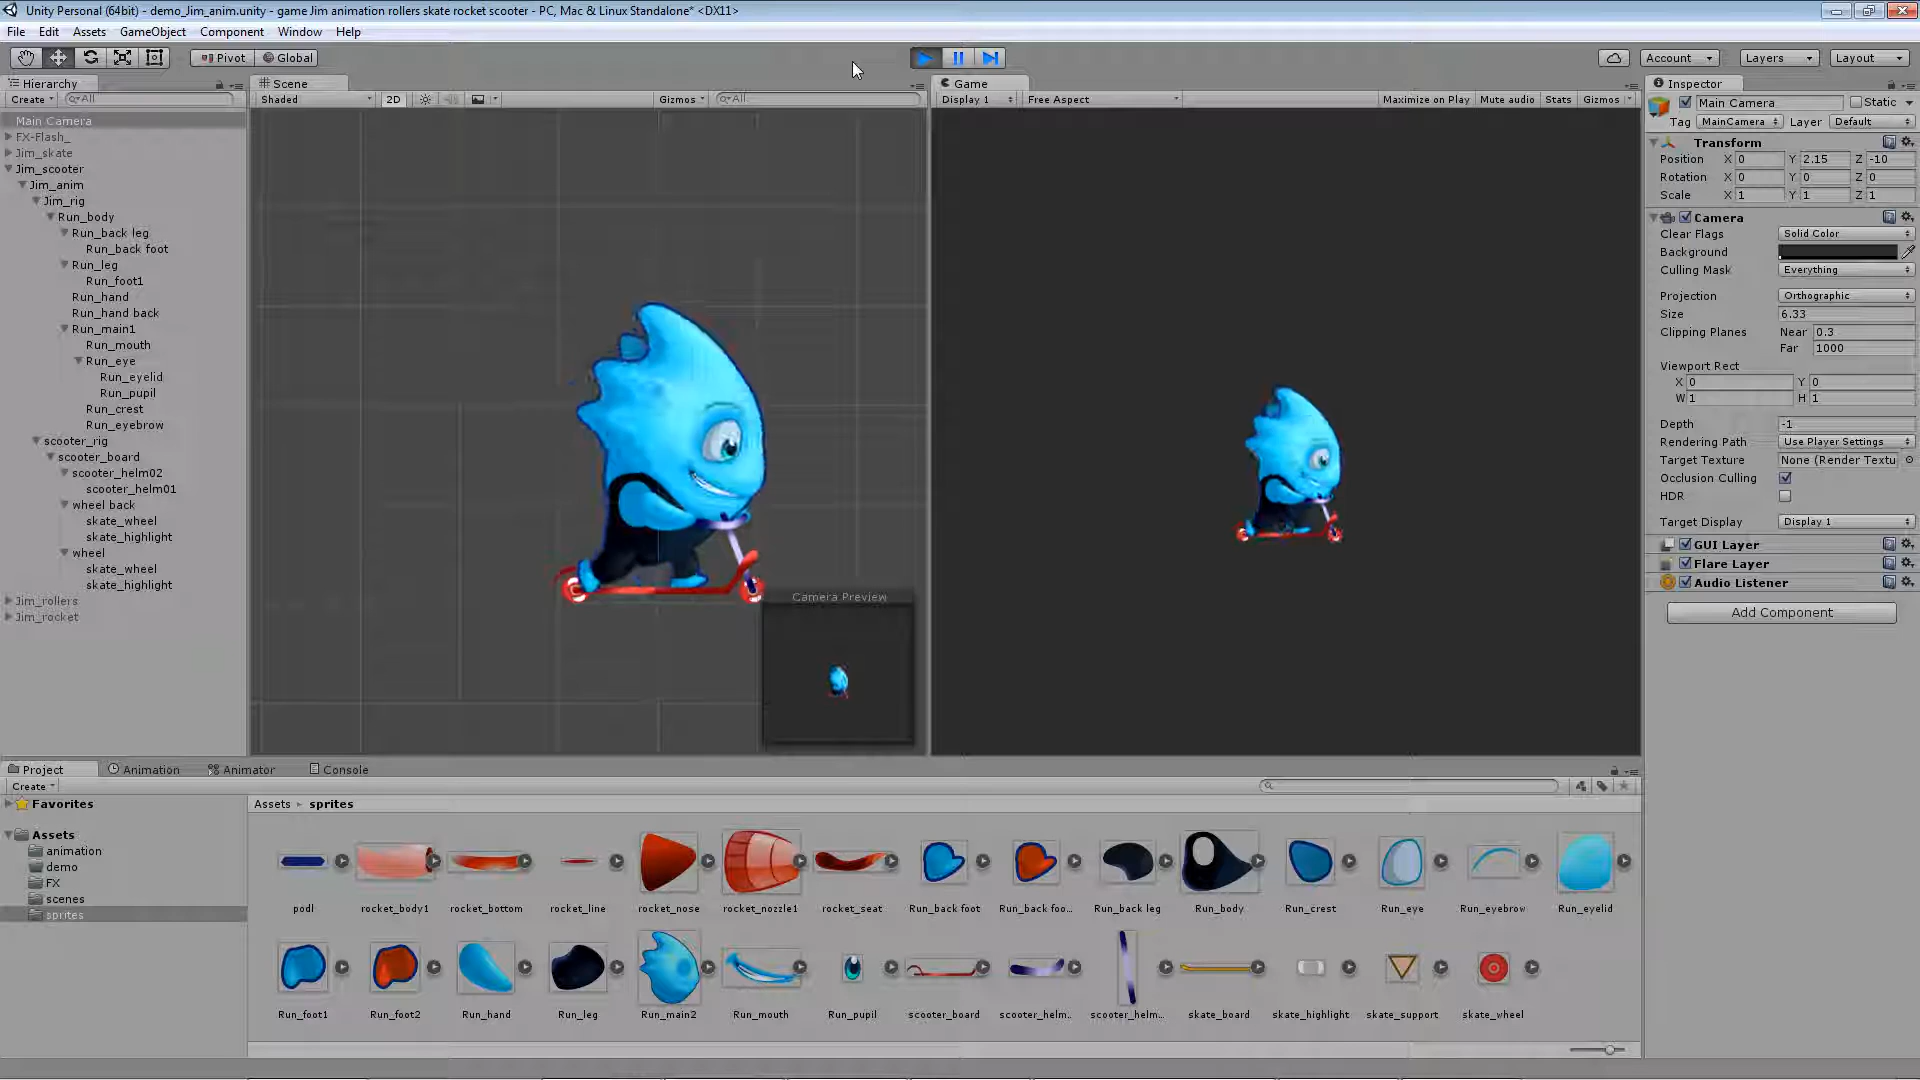 Unity Personal (64bit) - demo_Jim_anim.unity - game Jim animation rollers skate rocket scooter - PC, Mac & Linux Standalone* <DX11>
File Edit Assets GameObject Component Window Help
Pivot Global Account Layers Layout
Hierarchy
Create All
Main Camera
FX-Flash_
Jim_skate
Jim_scooter
Jim_anim
Jim_rig
Run_body
Run_back leg
Run_back foot
Run_leg
Run_foot1
Run_hand
Run_hand back
Run_main1
Run_mouth
Run_eye
Run_eyelid
Run_pupil
Run_crest
Run_eyebrow
scooter_rig
scooter_board
scooter_helm02
scooter_helm01
wheel back
skate_wheel
skate_highlight
wheel
skate_wheel
skate_highlight
Jim_rollers
Jim_rocket
Scene
Shaded 2D Gizmos All
Camera Preview
Game
Display 1 Free Aspect Maximize on Play Mute audio Stats Gizmos
Inspector
Main Camera Static
Tag MainCamera Layer Default
Transform
Position X 0 Y 2.15 Z -10
Rotation X 0 Y 0 Z 0
Scale X 1 Y 1 Z 1
Camera
Clear Flags Solid Color
Background
Culling Mask Everything
Projection Orthographic
Size 6.33
Clipping Planes Near 0.3
Far 1000
Viewport Rect
X 0 Y 0
W 1 H 1
Depth -1
Rendering Path Use Player Settings
Target Texture None (Render Textu
Occlusion Culling
HDR
Target Display Display 1
GUI Layer
Flare Layer
Audio Listener
Add Component
Project Animation Animator Console
Create
Favorites
Assets
animation
demo
FX
scenes
sprites
Assets sprites
podl rocket_body1 rocket_bottom rocket_line rocket_nose rocket_nozzle1 rocket_seat Run_back foot Run_back foo... Run_back leg Run_body Run_crest Run_eye Run_eyebrow Run_eyelid
Run_foot1 Run_foot2 Run_hand Run_leg Run_main2 Run_mouth Run_pupil scooter_board scooter_helm.. scooter_helm... skate_board skate_highlight skate_support skate_wheel